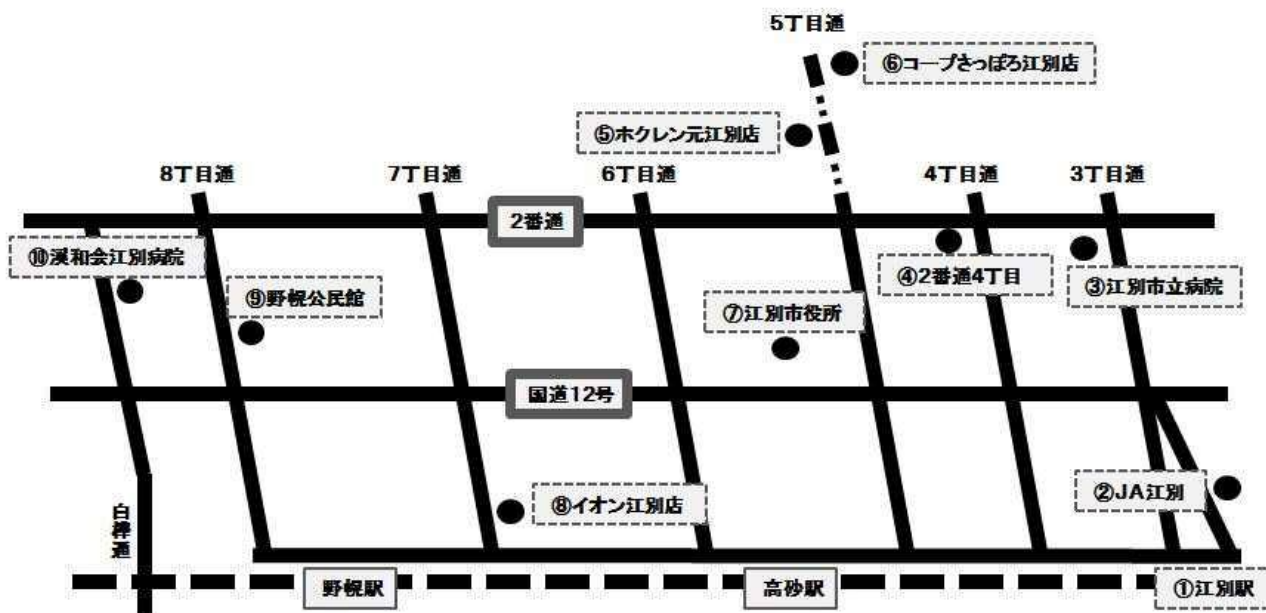 5丁目通
⑥コープさっぽろ江別店
⑤ホクレン元江別店
8丁目通
7丁目通
6丁目通
4丁目通
3丁目通
2番通
⑩渓和会江別病院
⑨野幌公民館
④2番通4丁目
③江別市立病院
⑦江別市役所
国道12号
②JA江別
⑧イオン江別店
白樺通
野幌駅
高砂駅
①江別駅